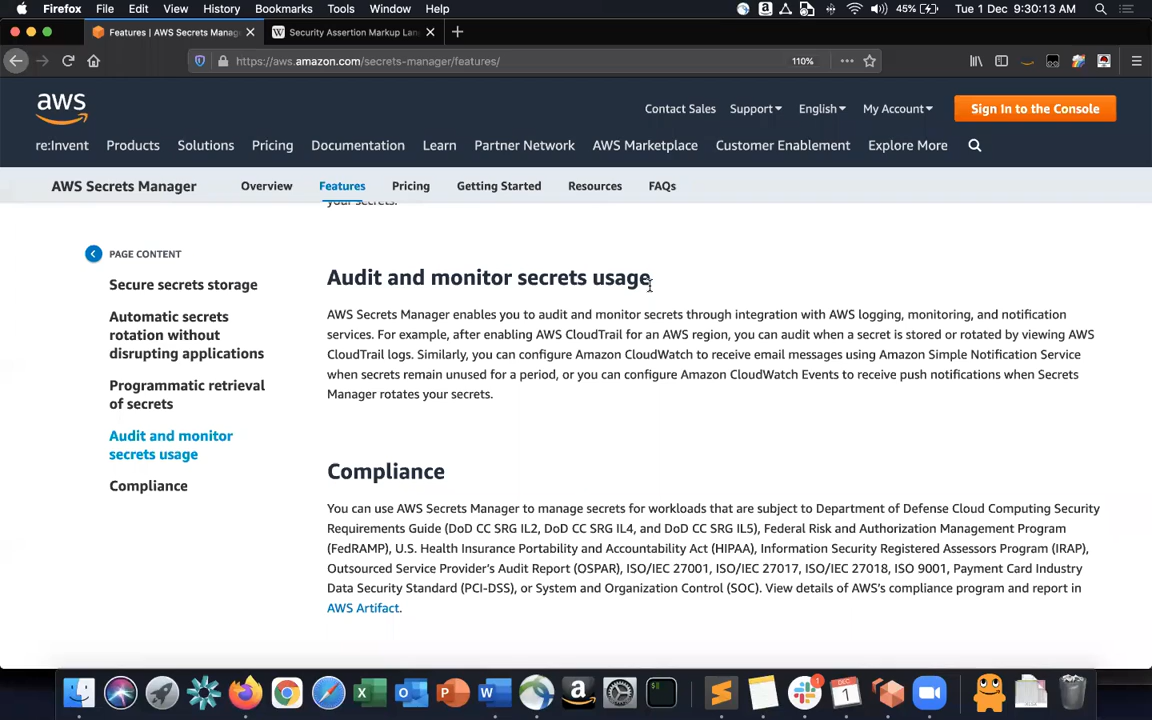 Firefox File Edit View History Bookmarks Tools Window Help 45% Tue 1 Dec 9:30:13 AM
Features | AWS Secrets Mana Security Assertion Markup Lan
https://aws.amazon.com/secrets-manager/features/ 110%
aws Contact Sales Support English My Account Sign In to the Console
re:Invent Products Solutions Pricing Documentation Learn Partner Network AWS Marketplace Customer Enablement Explore More
AWS Secrets Manager Overview Features Pricing Getting Started Resources FAQs
your secrets.
PAGE CONTENT
Secure secrets storage
Automatic secrets
rotation without
disrupting applications
Programmatic retrieval
of secrets
Audit and monitor
secrets usage
Compliance
Audit and monitor secrets usage
AWS Secrets Manager enables you to audit and monitor secrets through integration with AWS logging, monitoring, and notification
services. For example, after enabling AWS CloudTrail for an AWS region, you can audit when a secret is stored or rotated by viewing AWS
CloudTrail logs. Similarly, you can configure Amazon CloudWatch to receive email messages using Amazon Simple Notification Service
when secrets remain unused for a period, or you can configure Amazon CloudWatch Events to receive push notifications when Secrets
Manager rotates your secrets.
Compliance
You can use AWS Secrets Manager to manage secrets for workloads that are subject to Department of Defense Cloud Computing Security
Requirements Guide (DoD CC SRG IL2, DoD CC SRG IL4, and DoD CC SRG IL5), Federal Risk and Authorization Management Program
(FedRAMP), U.S. Health Insurance Portability and Accountability Act (HIPAA), Information Security Registered Assessors Program (IRAP),
Outsourced Service Provider's Audit Report (OSPAR), ISO/IEC 27001, ISO/IEC 27017, ISO/IEC 27018, ISO 9001, Payment Card Industry
Data Security Standard (PCI-DSS), or System and Organization Control (SOC). View details of AWS's compliance program and report in
AWS Artifact.